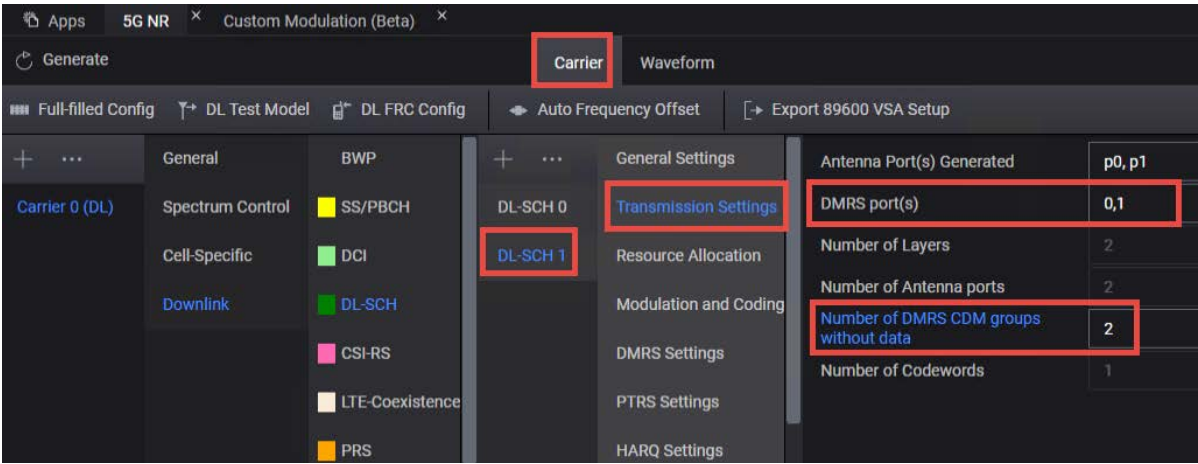 Apps
5G NR ×
Custom Modulation (Beta) ×
Generate
Carrier
Waveform
Full-filled Config
DL Test Model
DL FRC Config
Auto Frequency Offset
Export 89600 VSA Setup
+ ...
Carrier 0 (DL)
General
Spectrum Control
Cell-Specific
Downlink
BWP
SS/PBCH
DCI
DL-SCH
CSI-RS
LTE-Coexistence
PRS
+ ...
DL-SCH 0
DL-SCH 1
General Settings
Transmission Settings
Resource Allocation
Modulation and Coding
DMRS Settings
PTRS Settings
HARQ Settings
Antenna Port(s) Generated p0, p1
DMRS port(s) 0,1
Number of Layers 2
Number of Antenna ports 2
Number of DMRS CDM groups
without data 2
Number of Codewords 1